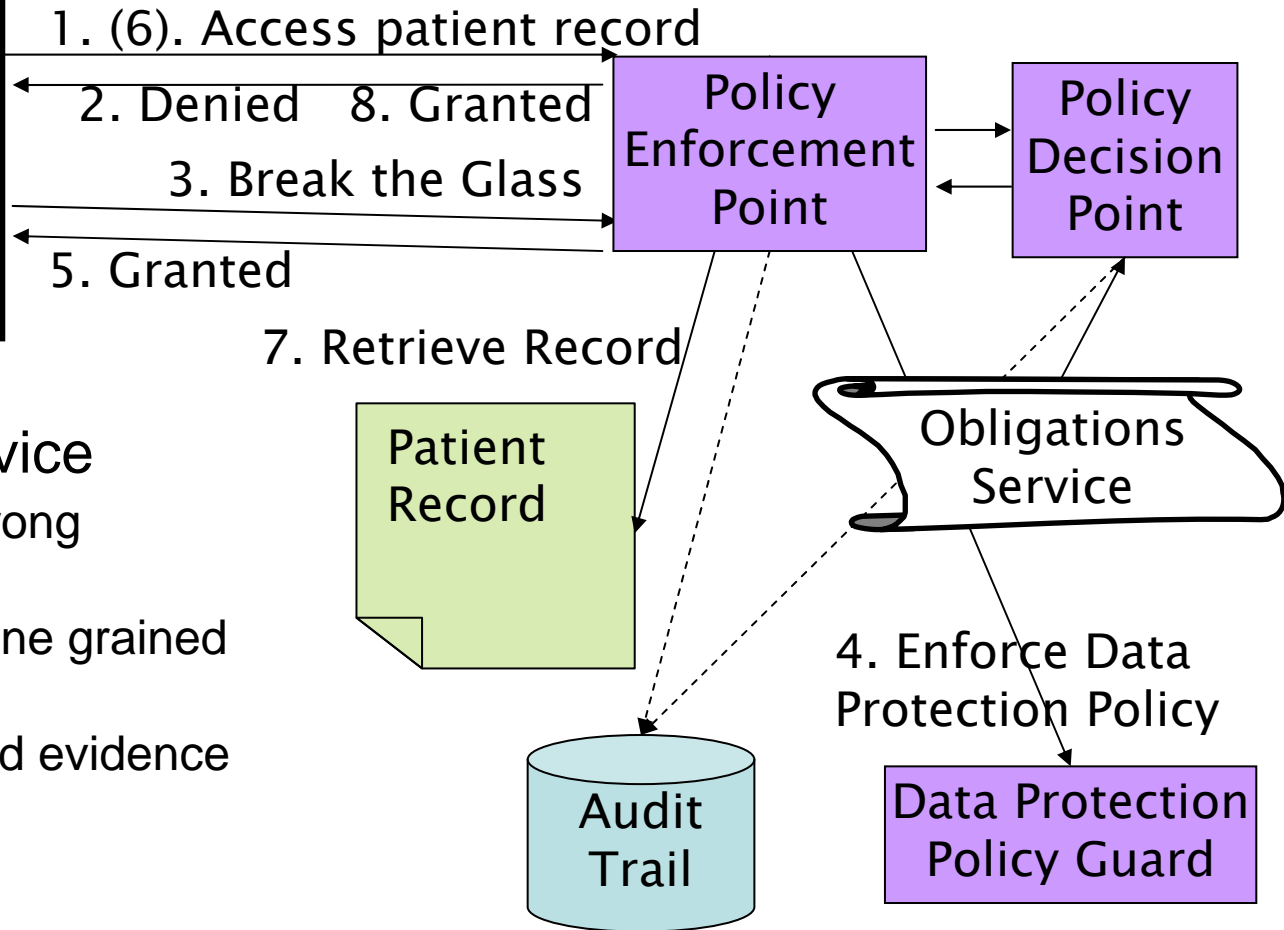 1. (6). Access patient record
2. Denied 8. Granted
3. Break the Glass
5. Granted
Policy
Enforcement
Point
Policy
Decision
Point
7. Retrieve Record
Patient
Record
Obligations
Service
vice
rong
ne grained
d evidence
4. Enforce Data
Protection Policy
Audit
Trail
Data Protection
Policy Guard